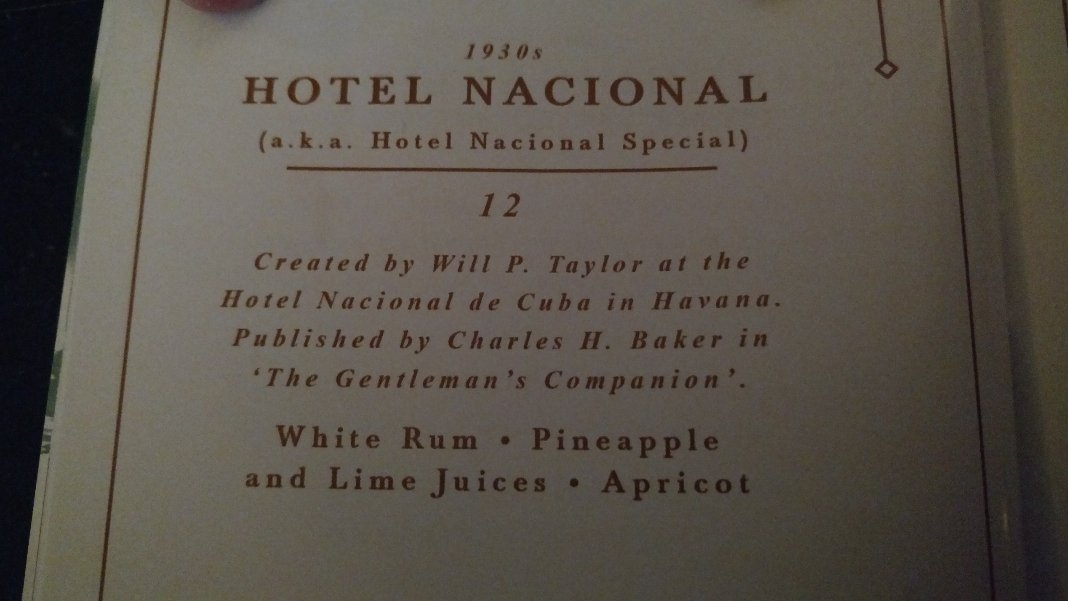 1930s
HOTEL NACIONAL
(a.k.a. Hotel Nacional Special)
12
Created by Will P. Taylor at the
Hotel Nacional de Cuba in Havana.
Published by Charles H. Baker in
‘The Gentleman’s Companion’.
White Rum • Pineapple
and Lime Juices • Apricot